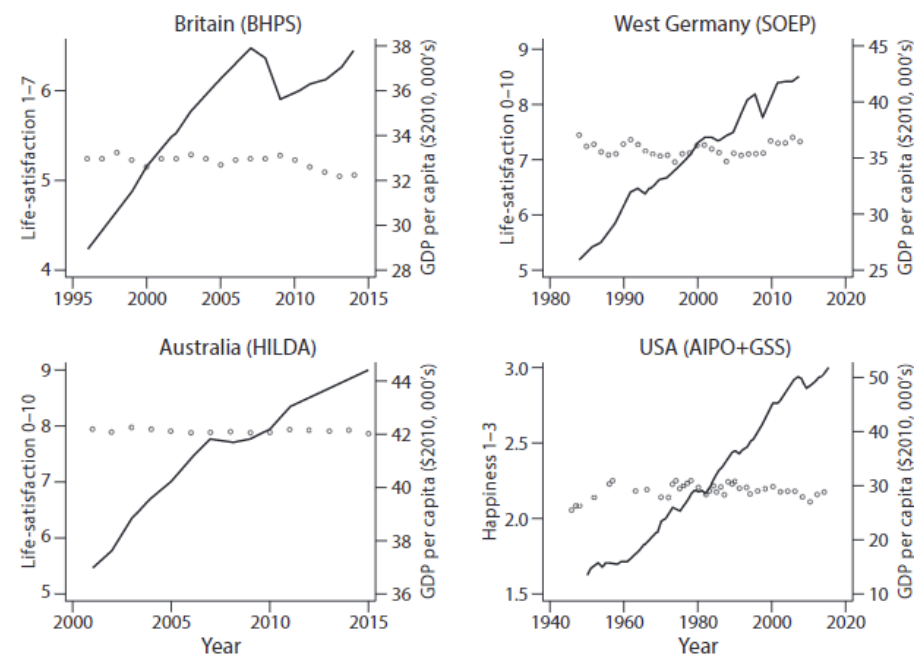 Britain (BHPS)
Life-satisfaction 1–7
6
5
4
38
36
33
32
30
28
GDP per capita ($2010, 000's)
1995 2000 2005 2010 2015
West Germany (SOEP)
Life-satisfaction 0–10
9
8
7
6
5
45
40
35
30
25
GDP per capita ($2010, 000's)
1980 1990 2000 2010 2020
Australia (HILDA)
Life-satisfaction 0–10
9
8
7
6
5
44
42
40
38
36
GDP per capita ($2010, 000's)
2000 2005 2010 2015
Year
USA (AIPO+GSS)
Happiness 1–3
3.0
2.5
2.0
1.5
50
40
30
20
10
GDP per capita ($2010, 000's)
1940 1960 1980 2000 2020
Year